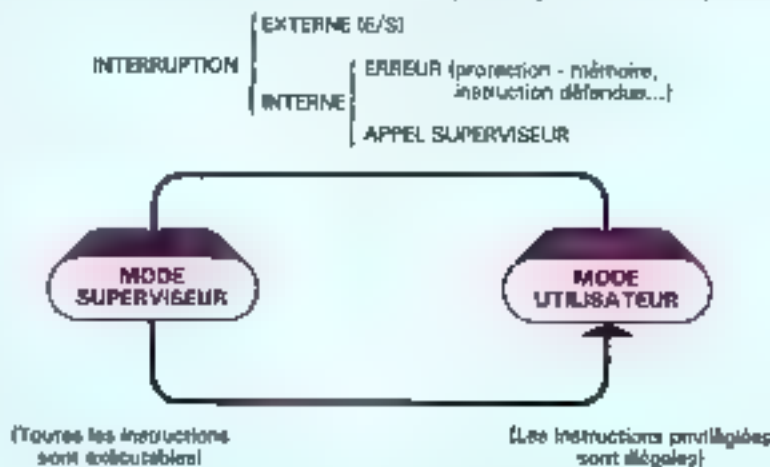 EXTERNE (E/S)
INTERRUPTION
ERREUR (protection - mémoire,
INTERNE
instruction défendue...)
APPEL SUPERVISEUR
MODE
SUPERVISEUR
MODE
UTILISATEUR
(Toutes les instructions
sont exécutables)
(Les instructions privilégiées
sont illégales)